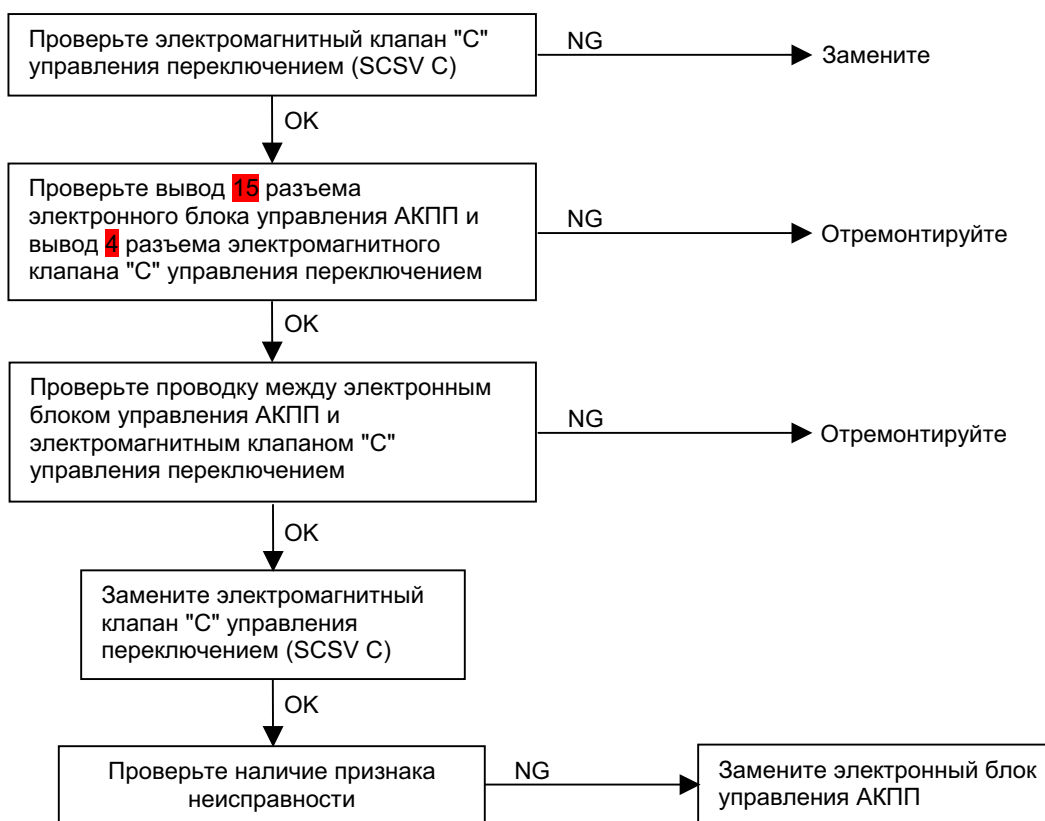 Проверьте электромагнитный клапан "С"
управления переключением (SCSV C)
NG
Замените
OK
Проверьте вывод 15 разъема
электронного блока управления АКПП и
вывод 4 разъема электромагнитного
клапана "С" управления переключением
NG
Отремонтируйте
OK
Проверьте проводку между электронным
блоком управления АКПП и
электромагнитным клапаном "С"
управления переключением
NG
Отремонтируйте
OK
Замените электромагнитный
клапан "С" управления
переключением (SCSV C)
OK
Проверьте наличие признака
неисправности
NG
Замените электронный блок
управления АКПП